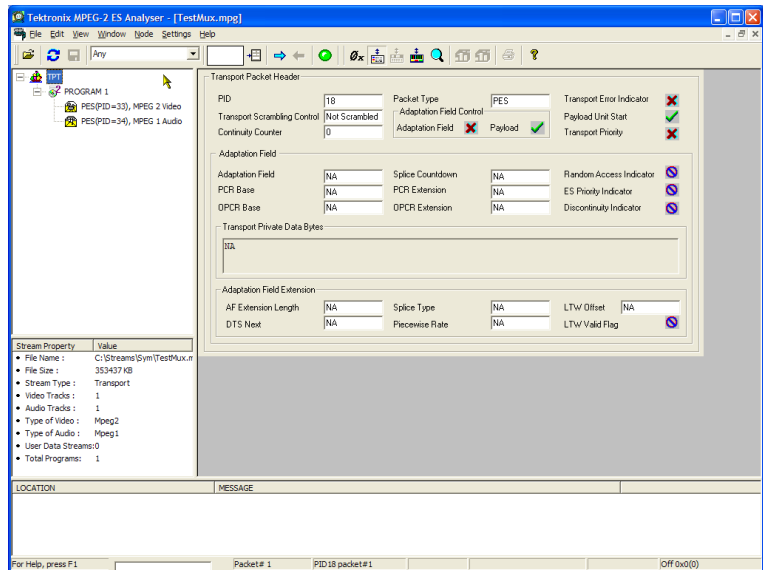 Tektronix MPEG-2 ES Analyser - [TestMux.mpg]
File Edit View Window Node Settings Help
Any
TPT
PROGRAM 1
PES(PID=33), MPEG 2 Video
PES(PID=34), MPEG 1 Audio
Transport Packet Header
PID 18 Packet Type PES Transport Error Indicator
Transport Scrambling Control Not Scrambled Adaptation Field Control Payload Unit Start
Continuity Counter 0 Adaptation Field Payload Transport Priority
Adaptation Field
Adaptation Field NA Splice Countdown NA Random Access Indicator
PCR Base NA PCR Extension NA ES Priority Indicator
OPCR Base NA OPCR Extension NA Discontinuity Indicator
Transport Private Data Bytes
NA
Adaptation Field Extension
AF Extension Length NA Splice Type NA LTW Offset NA
DTS Next NA Piecewise Rate NA LTW Valid Flag
Stream Property Value
File Name : C:\Streams\Sym\TestMux.m
File Size : 353437 KB
Stream Type : Transport
Video Tracks : 1
Audio Tracks : 1
Type of Video : Mpeg2
Type of Audio : Mpeg1
User Data Streams:0
Total Programs: 1
LOCATION MESSAGE
For Help, press F1 Packet# 1 PID18 packet#1 Off 0x0(0)